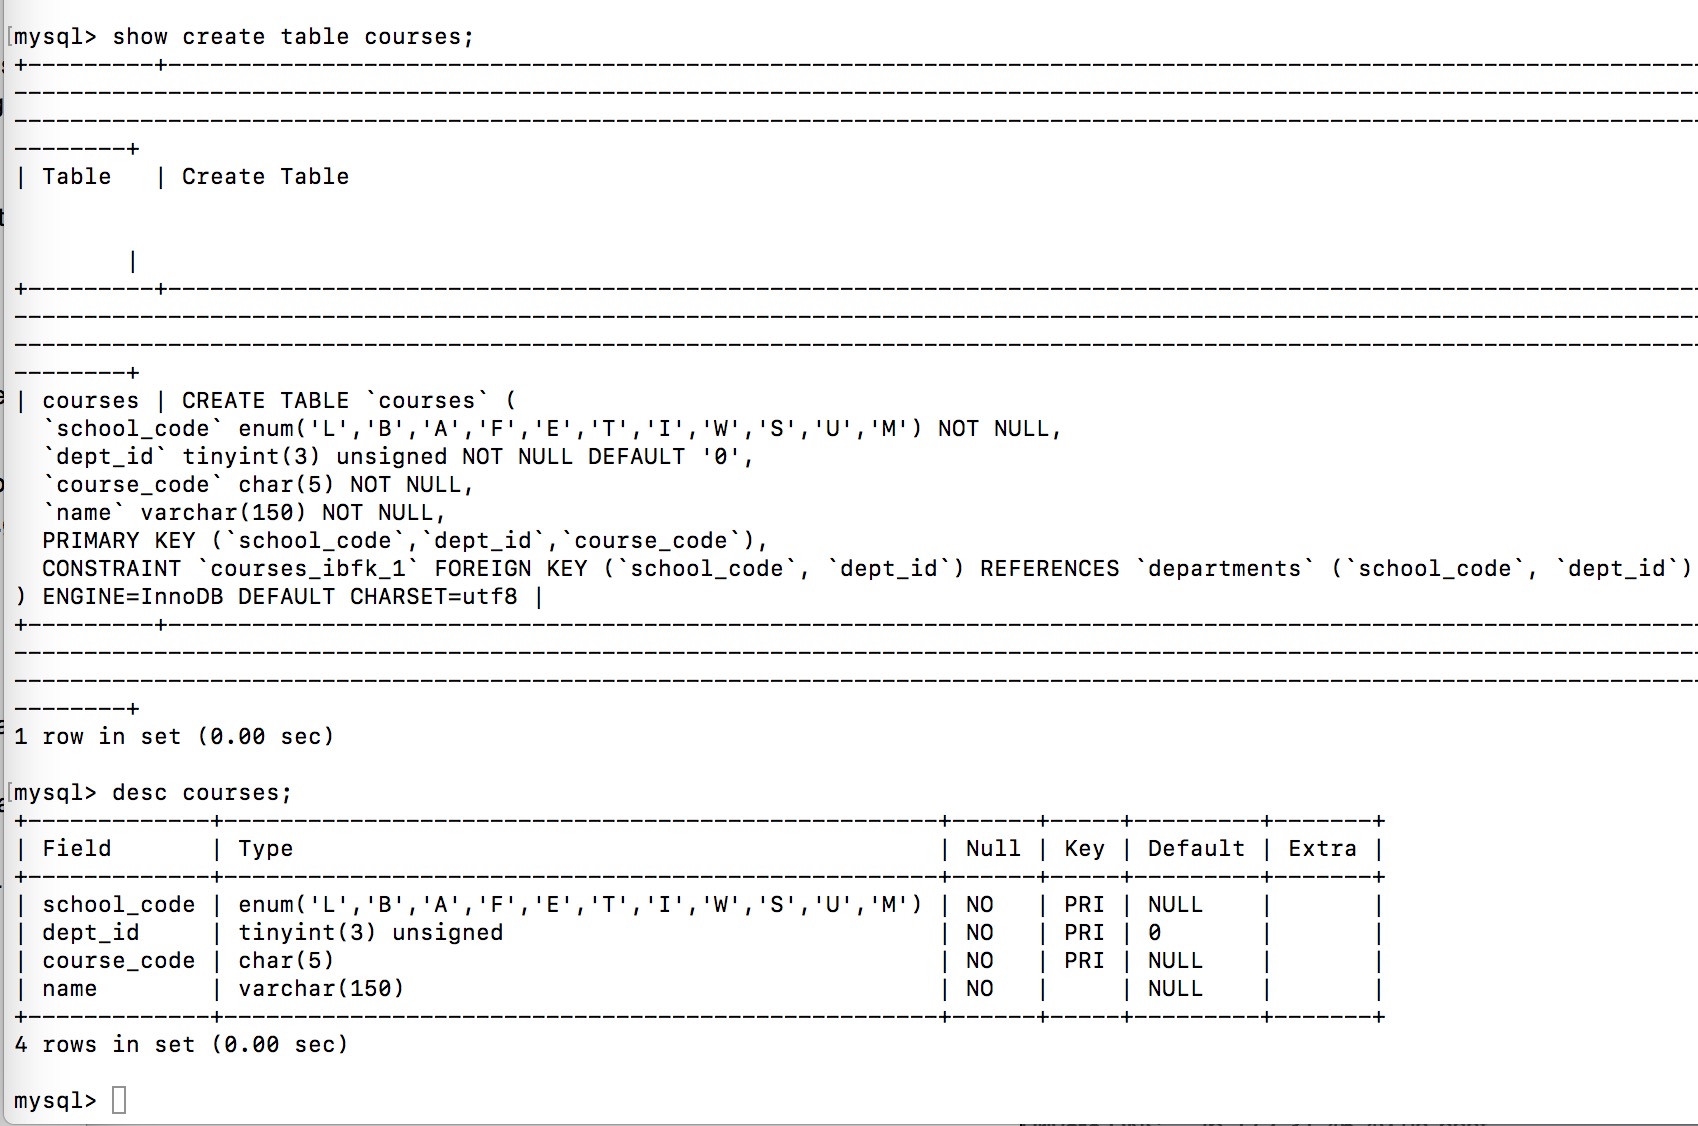 mysql> show create table courses;
+----------+--------------------------------------------------------------------------------------------------------------
-------------------------------------------------------------------------------------------------------------------------
-------------------------------------------------------------------------------------------------------------------------
--------+
| Table   | Create Table
|
+----------+--------------------------------------------------------------------------------------------------------------
-------------------------------------------------------------------------------------------------------------------------
-------------------------------------------------------------------------------------------------------------------------
--------+
| courses | CREATE TABLE `courses` (
  `school_code` enum('L','B','A','F','E','T','I','W','S','U','M') NOT NULL,
  `dept_id` tinyint(3) unsigned NOT NULL DEFAULT '0',
  `course_code` char(5) NOT NULL,
  `name` varchar(150) NOT NULL,
  PRIMARY KEY (`school_code`,`dept_id`,`course_code`),
  CONSTRAINT `courses_ibfk_1` FOREIGN KEY (`school_code`, `dept_id`) REFERENCES `departments` (`school_code`, `dept_id`)
) ENGINE=InnoDB DEFAULT CHARSET=utf8 |
+----------+--------------------------------------------------------------------------------------------------------------
-------------------------------------------------------------------------------------------------------------------------
-------------------------------------------------------------------------------------------------------------------------
--------+
1 row in set (0.00 sec)
mysql> desc courses;
+-------------+---------------------------------------------------+------+-----+---------+-------+
| Field       | Type                                              | Null | Key | Default | Extra |
+-------------+---------------------------------------------------+------+-----+---------+-------+
| school_code | enum('L','B','A','F','E','T','I','W','S','U','M') | NO   | PRI | NULL    |       |
| dept_id     | tinyint(3) unsigned                               | NO   | PRI | 0       |       |
| course_code | char(5)                                           | NO   | PRI | NULL    |       |
| name        | varchar(150)                                      | NO   |     | NULL    |       |
+-------------+---------------------------------------------------+------+-----+---------+-------+
4 rows in set (0.00 sec)
mysql>